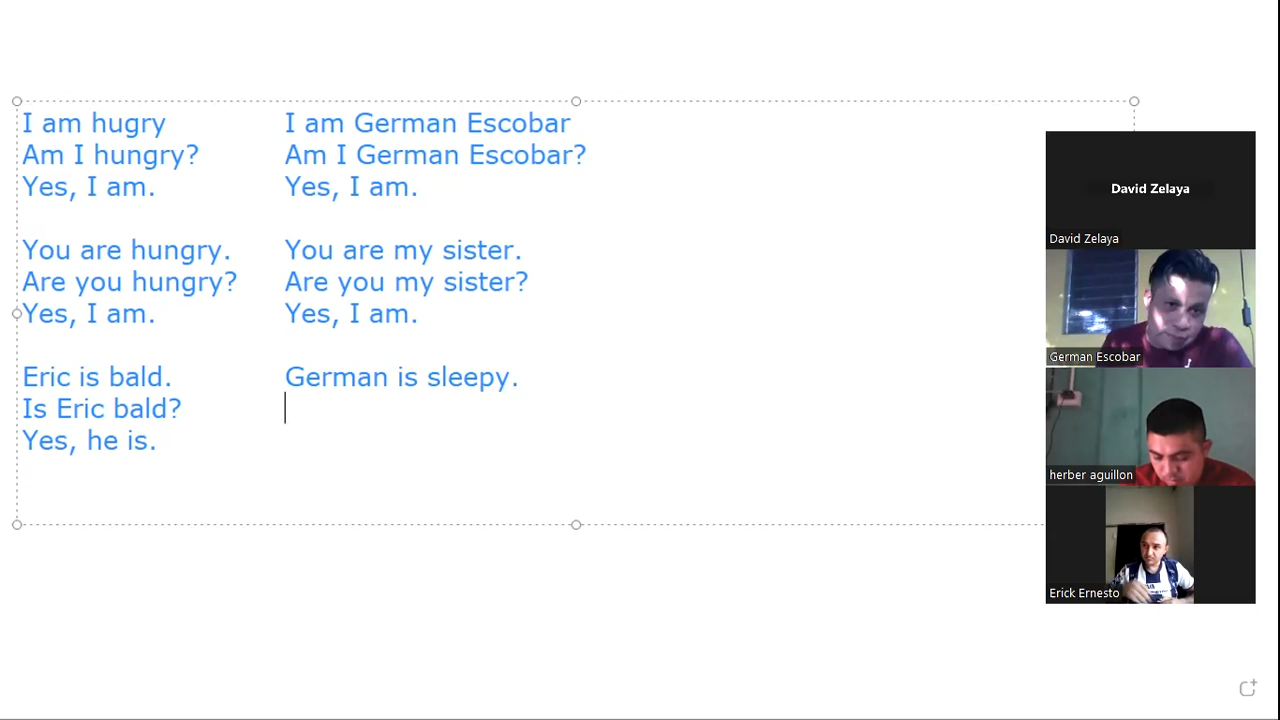 I am hugry
Am I hungry?
Yes, I am.
You are hungry.
Are you hungry?
Yes, I am.
Eric is bald.
Is Eric bald?
Yes, he is.
I am German Escobar
Am I German Escobar?
Yes, I am.
You are my sister.
Are you my sister?
Yes, I am.
German is sleepy.
David Zelaya
David Zelaya
German Escobar
herber aguillon
Erick Ernesto